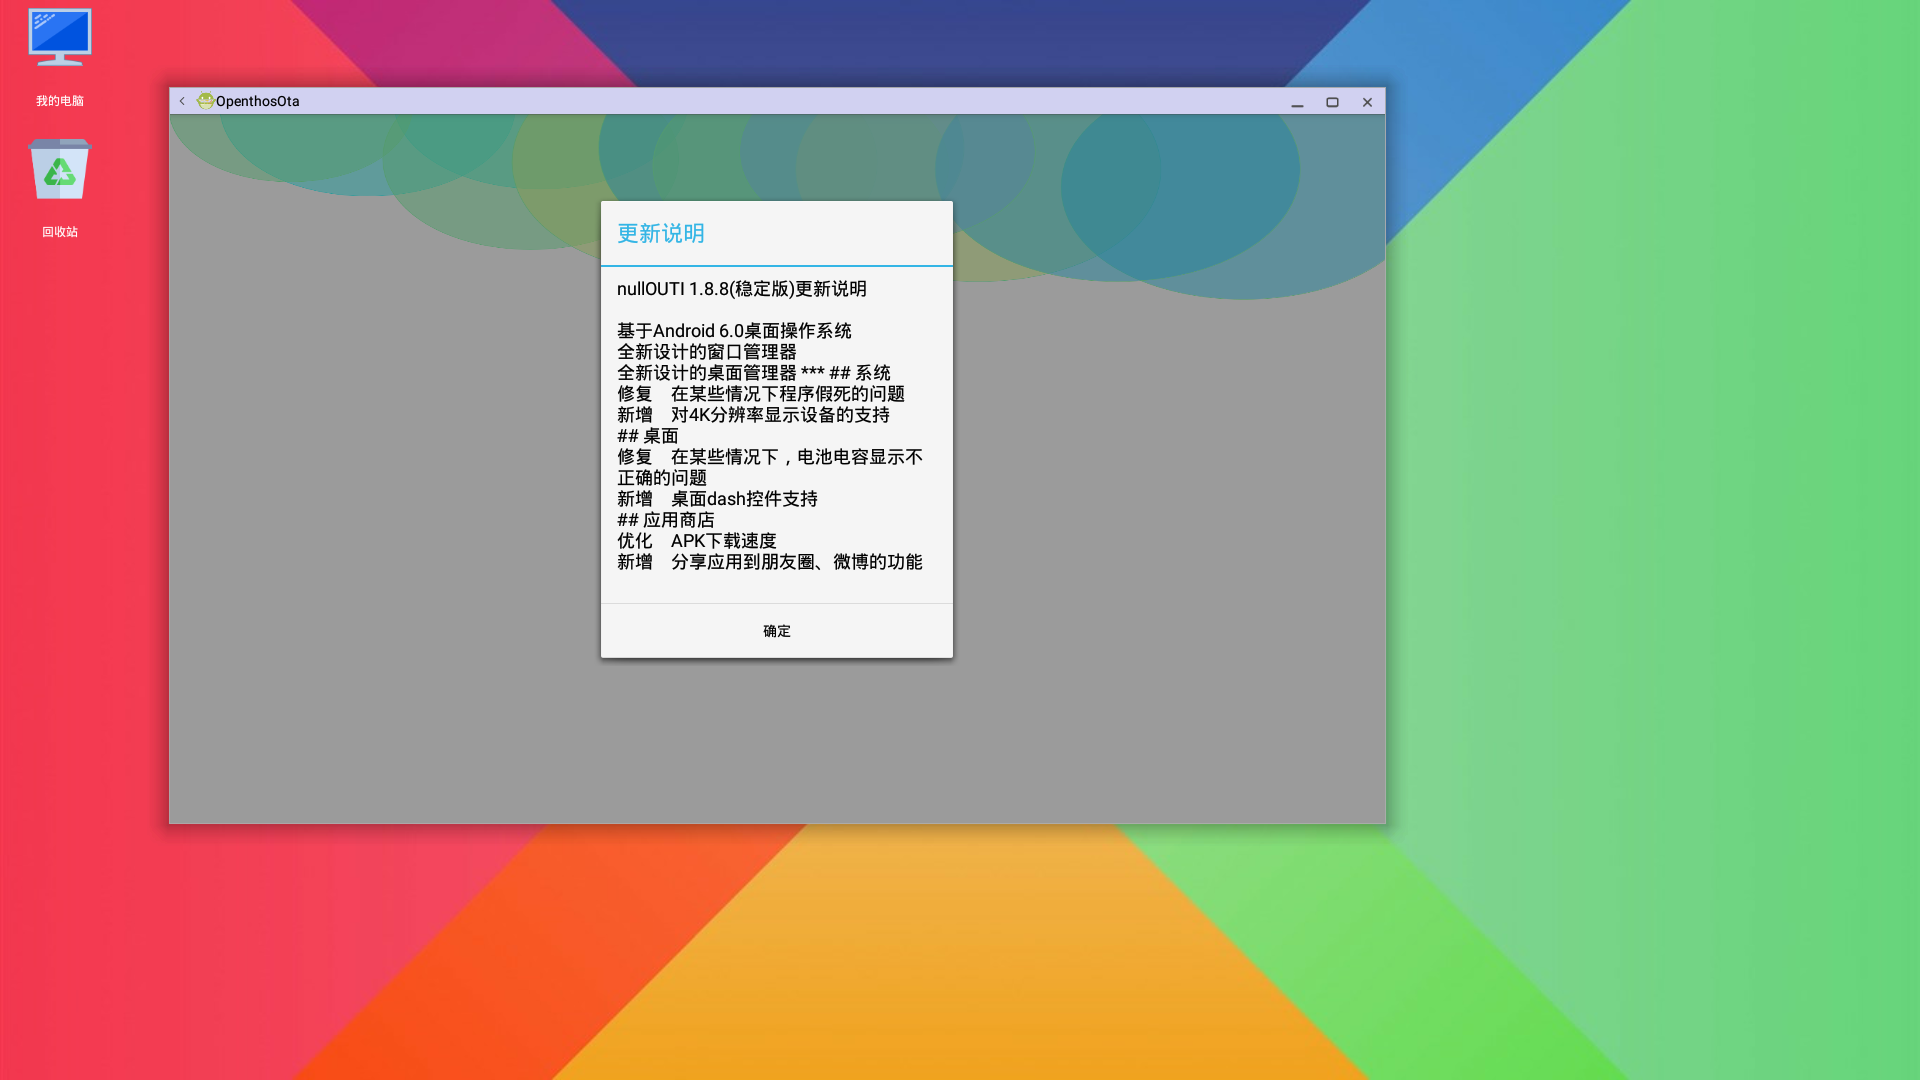 我的电脑
回收站
OpenthosOta
更新说明
nullOUTI 1.8.8(稳定版)更新说明
基于Android 6.0桌面操作系统
全新设计的窗口管理器
全新设计的桌面管理器 *** ## 系统
修复　在某些情况下程序假死的问题
新增　对4K分辨率显示设备的支持
## 桌面
修复　在某些情况下，电池电容显示不
正确的问题
新增　桌面dash控件支持
## 应用商店
优化　APK下载速度
新增　分享应用到朋友圈、微博的功能
确定